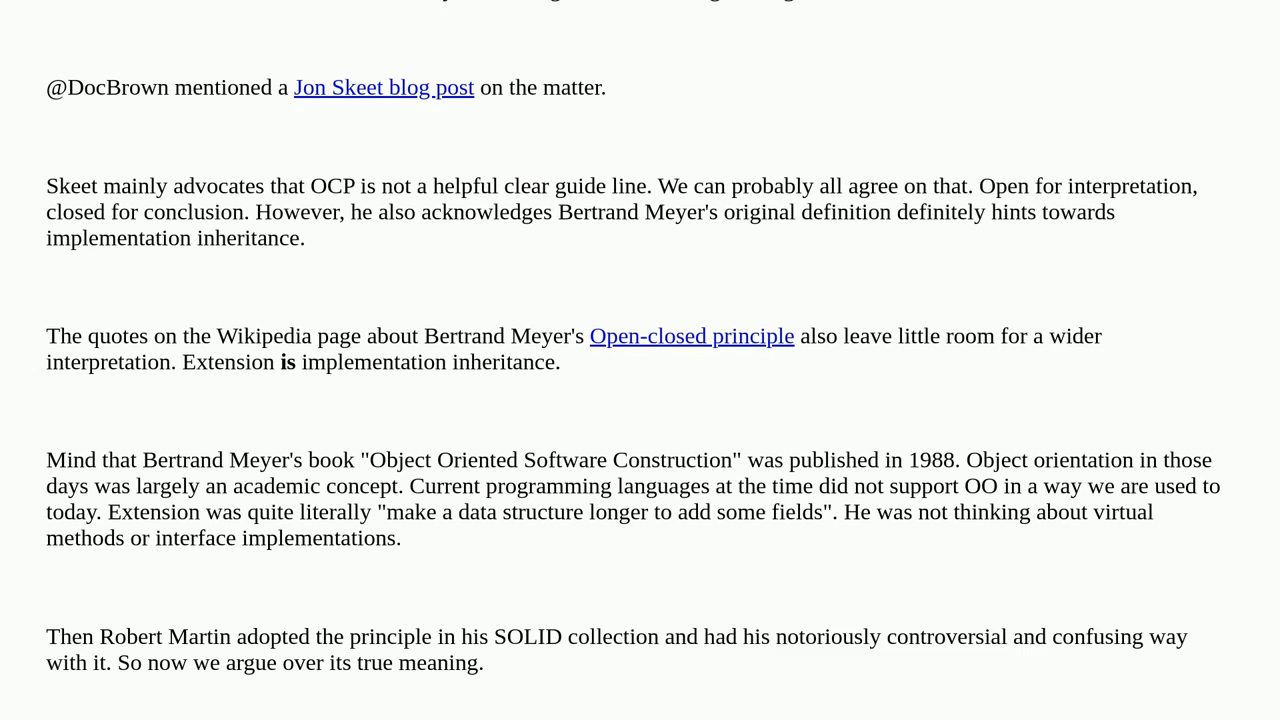 @DocBrown mentioned a Jon Skeet blog post on the matter.
Skeet mainly advocates that OCP is not a helpful clear guide line. We can probably all agree on that. Open for interpretation,
closed for conclusion. However, he also acknowledges Bertrand Meyer's original definition definitely hints towards
implementation inheritance.
The quotes on the Wikipedia page about Bertrand Meyer's Open-closed principle also leave little room for a wider
interpretation. Extension is implementation inheritance.
Mind that Bertrand Meyer's book "Object Oriented Software Construction" was published in 1988. Object orientation in those
days was largely an academic concept. Current programming languages at the time did not support OO in a way we are used to
today. Extension was quite literally "make a data structure longer to add some fields". He was not thinking about virtual
methods or interface implementations.
Then Robert Martin adopted the principle in his SOLID collection and had his notoriously controversial and confusing way
with it. So now we argue over its true meaning.